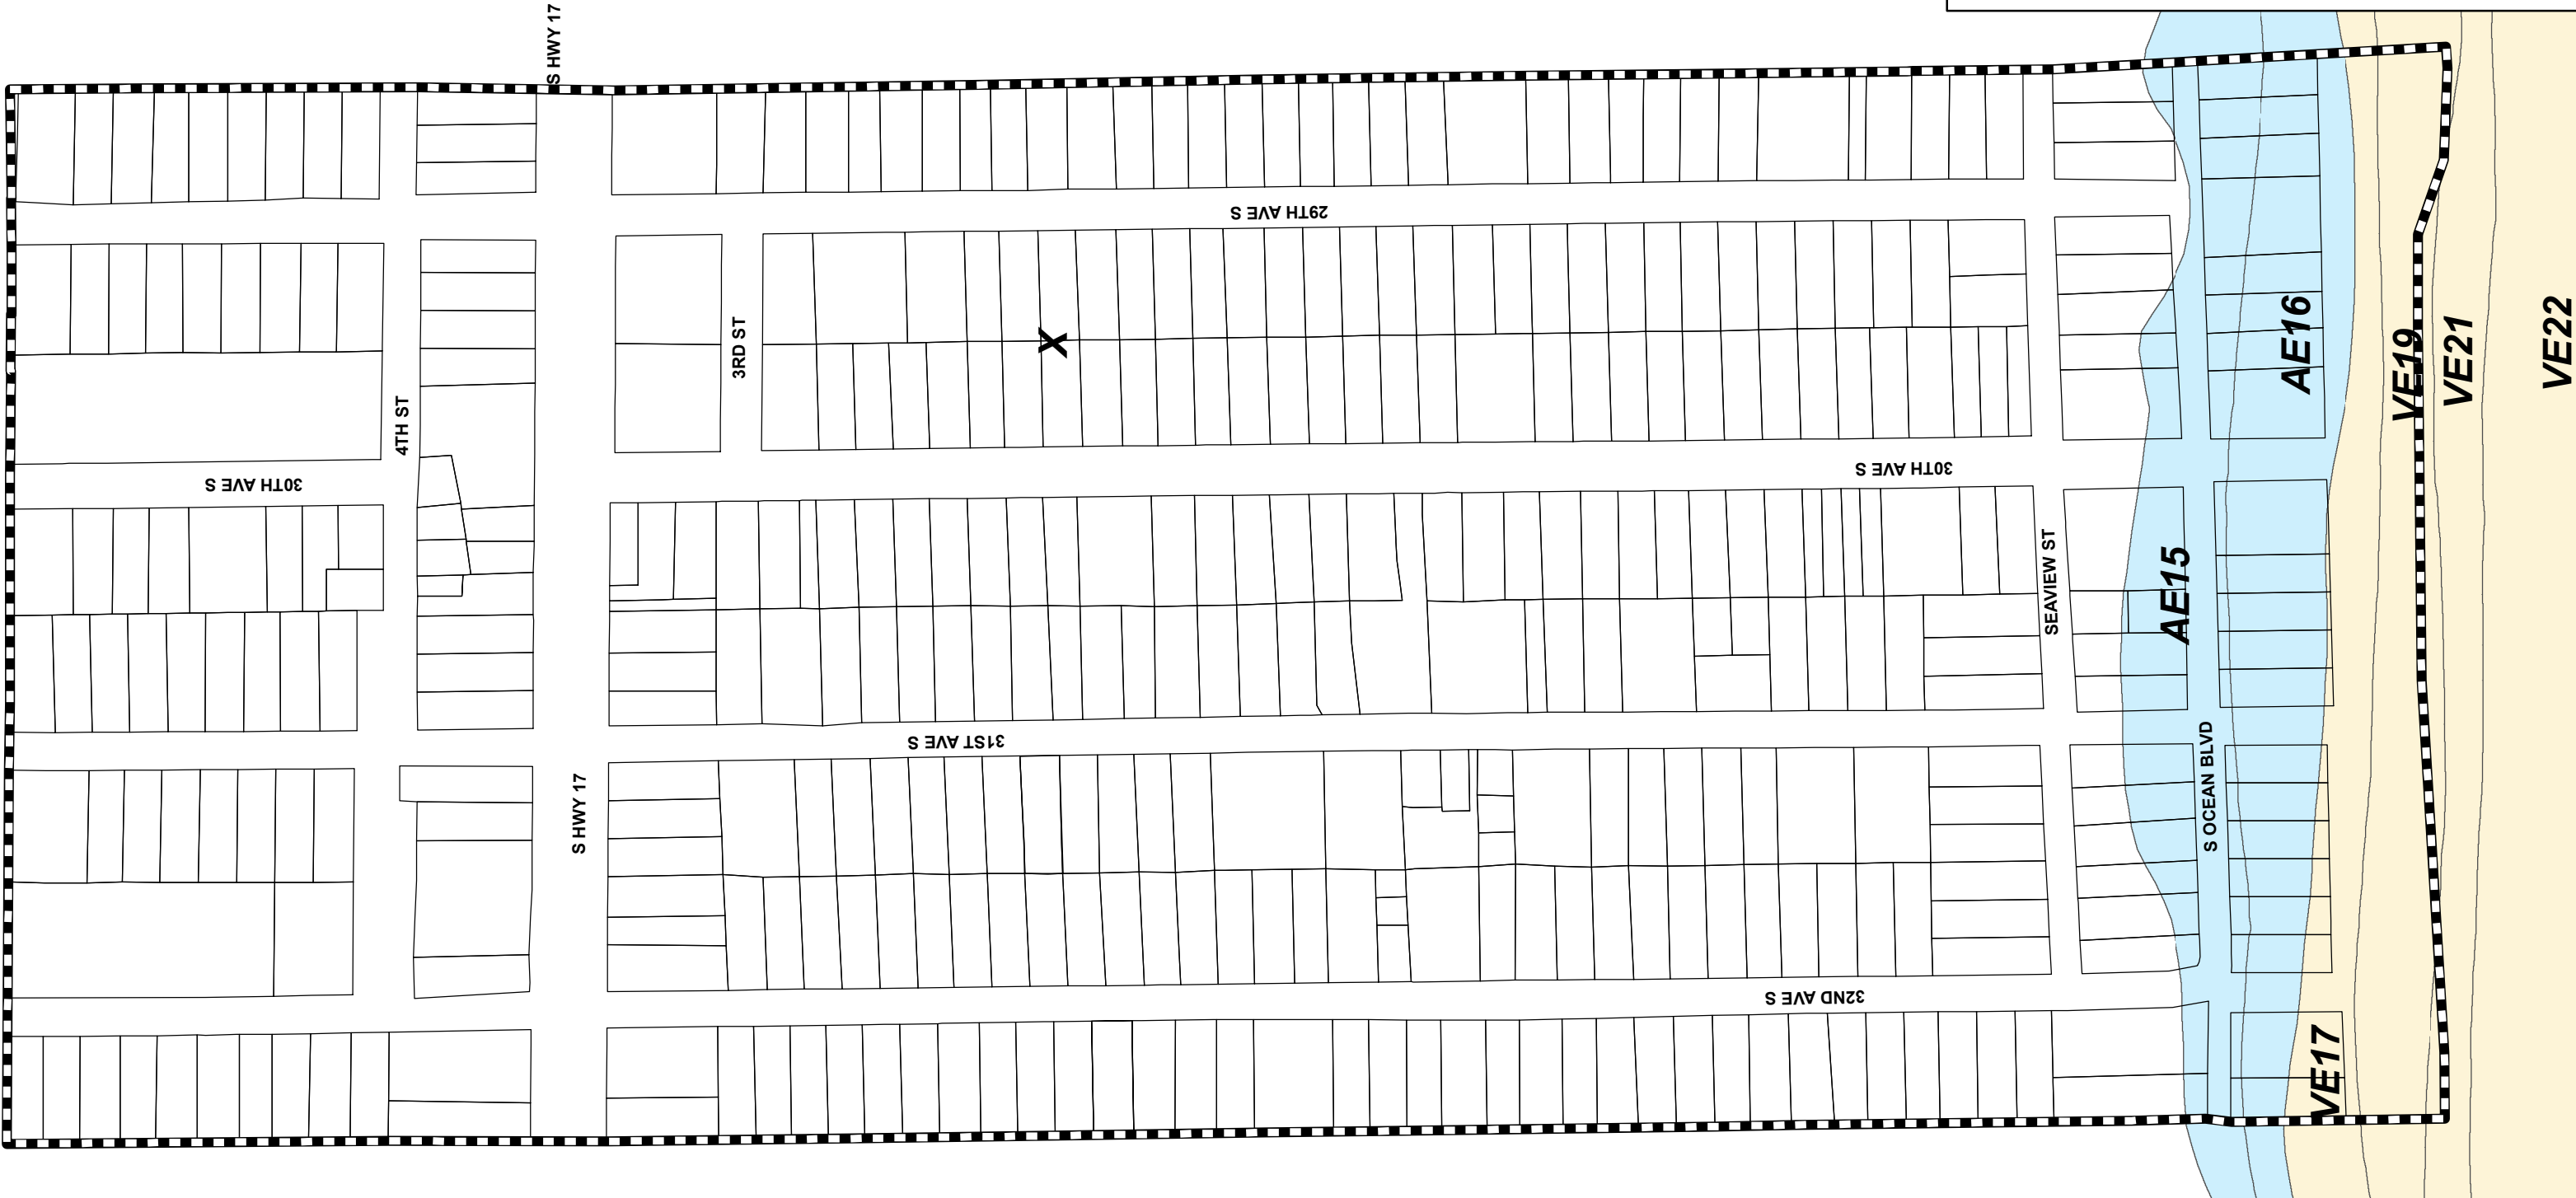 S HWY 17
29TH AVE S
3RD ST
X
4TH ST
30TH AVE S
30TH AVE S
AE16
VE19
VE21
VE22
SEAVIEW ST
AE15
31ST AVE S
S HWY 17
S OCEAN BLVD
32ND AVE S
VE17